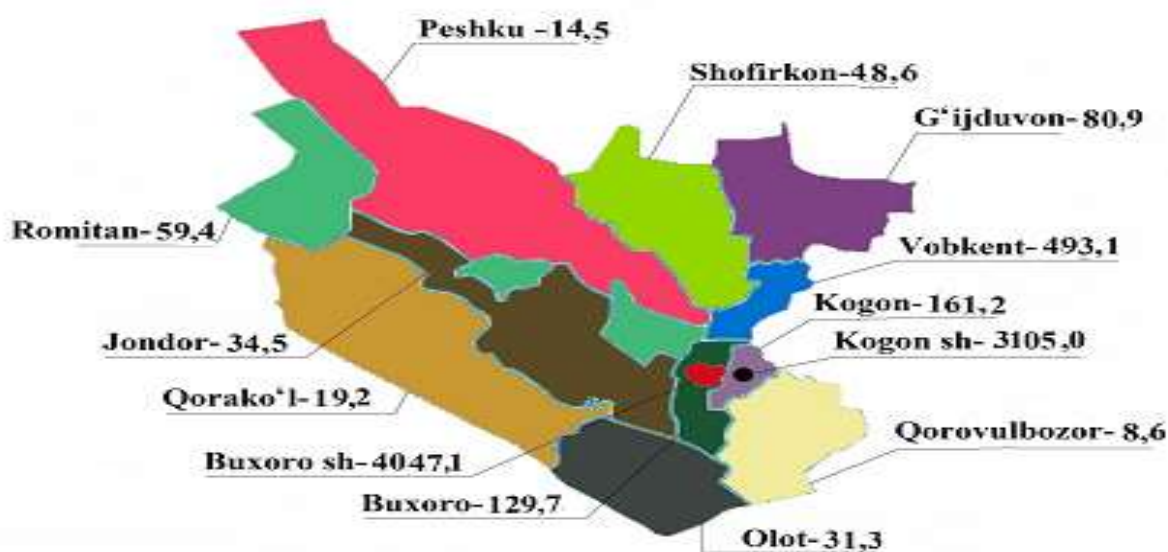 Peshku -14,5
Shofirkon-48,6
G‘ijduvon- 80,9
Romitan- 59,4
Vobkent- 493,1
Kogon-161,2
Jondor- 34,5
Kogon sh- 3105,0
Qorako‘l-19,2
Qorovulbozor- 8,6
Buxoro sh-4047,1
Buxoro-129,7
Olot-31,3